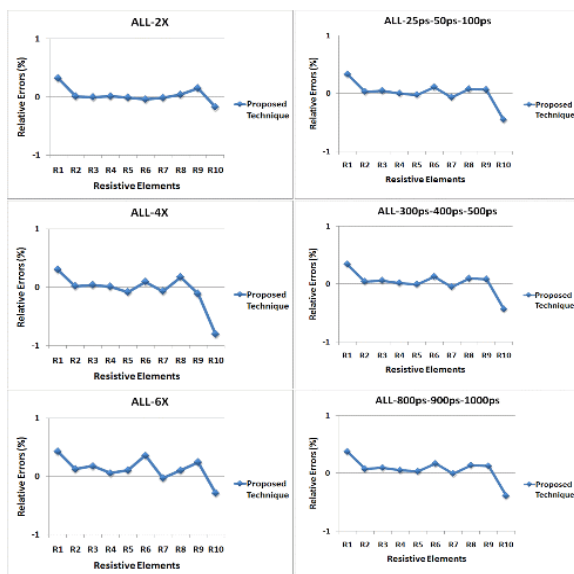 ALL-2X
Relative Errors (%)
1
0
-1
R1 R2 R3 R4 R5 R6 R7 R8 R9 R10
Resistive Elements
Proposed
Technique
ALL-25ps-50ps-100ps
Relative Errors (%)
1
0
-1
R1 R2 R3 R4 R5 R6 R7 R8 R9 R10
Resistive Elements
Proposed
Technique
ALL-4X
Relative Errors (%)
1
0
-1
R1 R2 R3 R4 R5 R6 R7 R8 R9 R10
Resistive Elements
Proposed
Technique
ALL-300ps-400ps-500ps
Relative Errors (%)
1
0
-1
R1 R2 R3 R4 R5 R6 R7 R8 R9 R10
Resistive Elements
Proposed
Technique
ALL-6X
Relative Errors (%)
1
0
-1
R1 R2 R3 R4 R5 R6 R7 R8 R9 R10
Resistive Elements
Proposed
Technique
ALL-800ps-900ps-1000ps
Relative Errors (%)
1
0
-1
R1 R2 R3 R4 R5 R6 R7 R8 R9 R10
Resistive Elements
Proposed
Technique